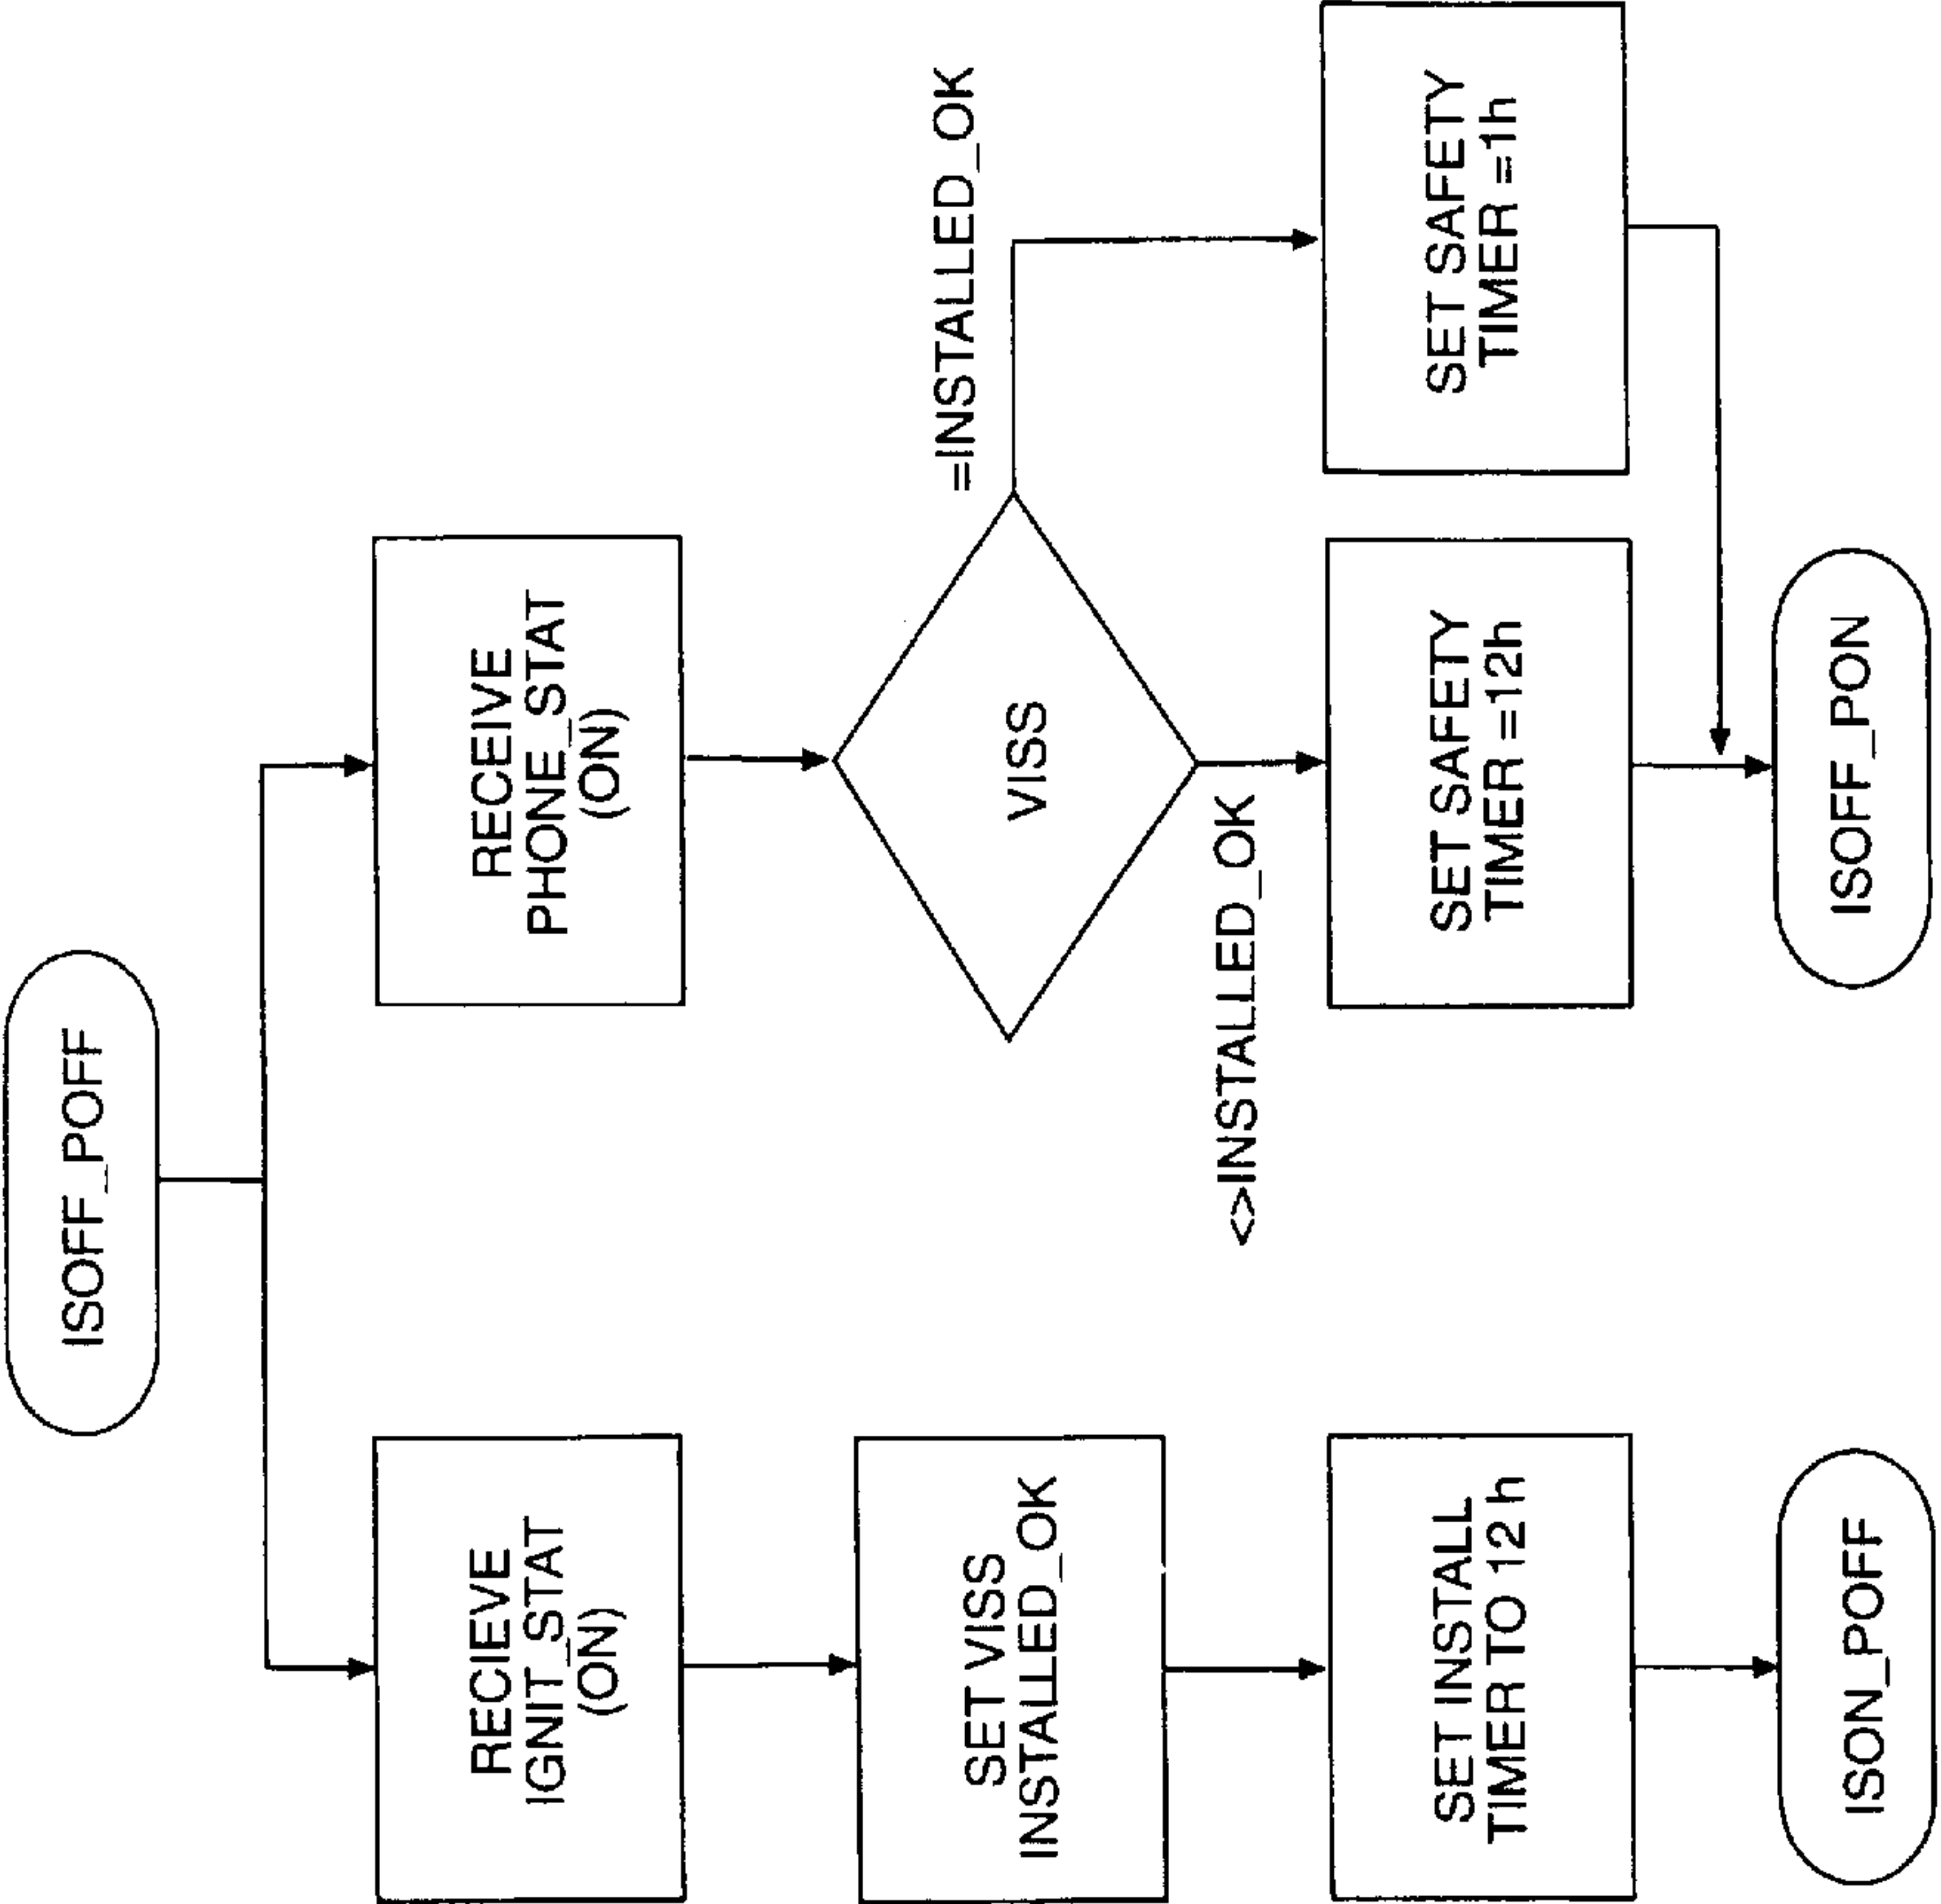 ISOFF_POFF
RECIEVE
IGNIT_STAT
(ON)
SET VISS
INSTALLED_OK
SET INSTALL
TIMER TO 12 h
ISON_POFF
RECEIVE
PHONE_STAT
(ON)
VISS
=INSTALLED_OK
<>INSTALLED_OK
SET SAFETY
TIMER =12h
SET SAFETY
TIMER =1h
ISOFF_PON